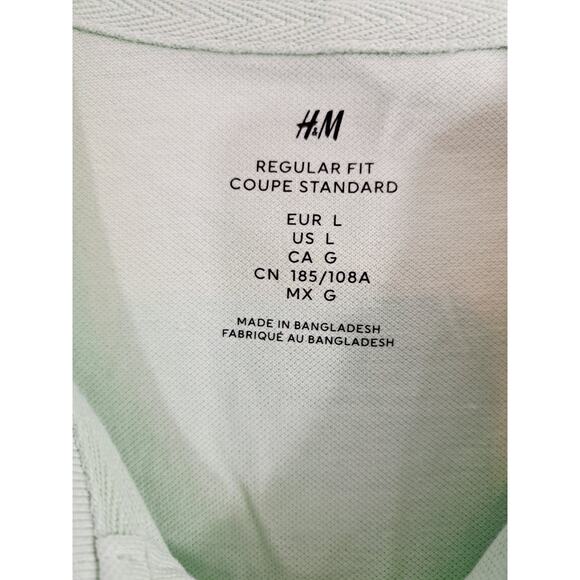 H&M
REGULAR FIT
COUPE STANDARD
EUR L
US L
CA G
CN 185/108A
MX G
MADE IN BANGLADESH
FABRIQUÉ AU BANGLADESH